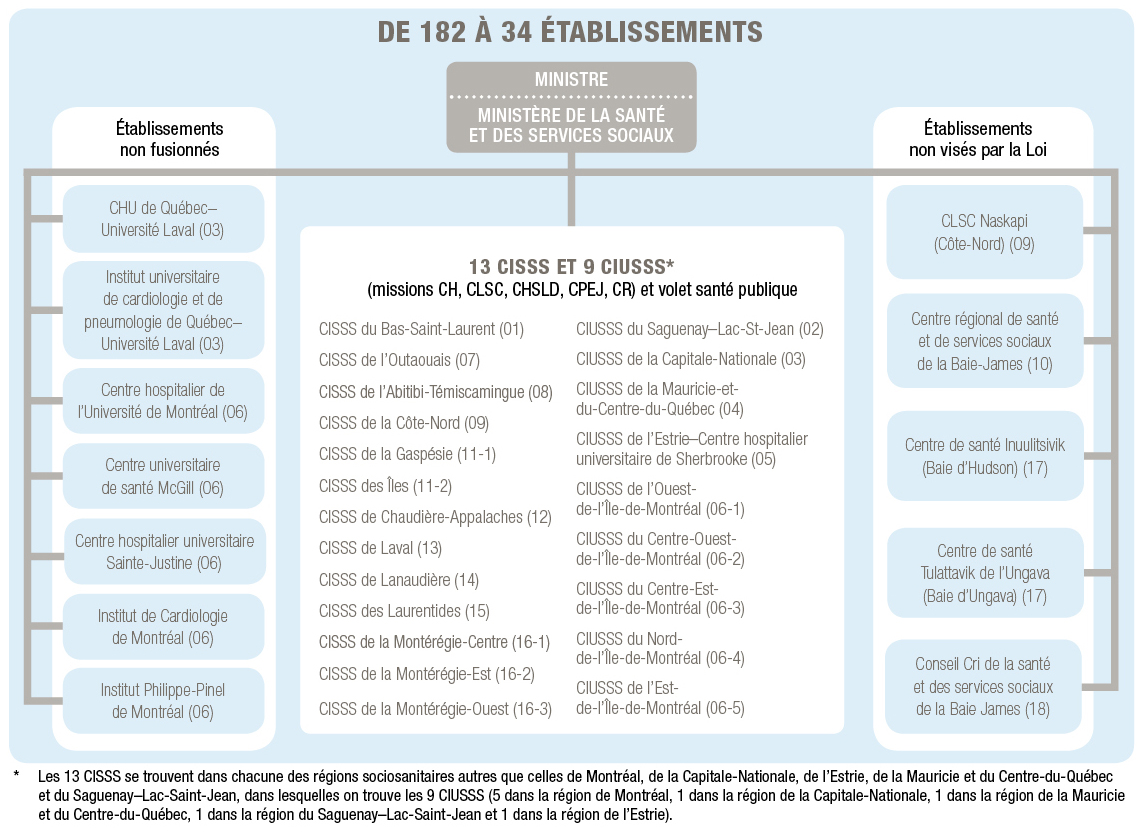 DE 182 À 34 ÉTABLISSEMENTS
MINISTRE
MINISTÈRE DE LA SANTÉ
ET DES SERVICES SOCIAUX
Établissements
non fusionnés
CHU de Québec–
Université Laval (03)
Institut universitaire
de cardiologie et de
pneumologie de Québec–
Université Laval (03)
Centre hospitalier de
l’Université de Montréal (06)
Centre universitaire
de santé McGill (06)
Centre hospitalier universitaire
Sainte-Justine (06)
Institut de Cardiologie
de Montréal (06)
Institut Philippe-Pinel
de Montréal (06)
13 CISSS ET 9 CIUSSS*
(missions CH, CLSC, CHSLD, CPEJ, CR) et volet santé publique
CISSS du Bas-Saint-Laurent (01)
CISSS de l’Outaouais (07)
CISSS de l’Abitibi-Témiscamingue (08)
CISSS de la Côte-Nord (09)
CISSS de la Gaspésie (11-1)
CISSS des Îles (11-2)
CISSS de Chaudière-Appalaches (12)
CISSS de Laval (13)
CISSS de Lanaudière (14)
CISSS des Laurentides (15)
CISSS de la Montérégie-Centre (16-1)
CISSS de la Montérégie-Est (16-2)
CISSS de la Montérégie-Ouest (16-3)
CIUSSS du Saguenay–Lac-St-Jean (02)
CIUSSS de la Capitale-Nationale (03)
CIUSSS de la Mauricie-et-
du-Centre-du-Québec (04)
CIUSSS de l’Estrie–Centre hospitalier
universitaire de Sherbrooke (05)
CIUSSS de l’Ouest-
de-l’Île-de-Montréal (06-1)
CIUSSS du Centre-Ouest-
de-l’Île-de-Montréal (06-2)
CIUSSS du Centre-Est-
de-l’Île-de-Montréal (06-3)
CIUSSS du Nord-
de-l’Île-de-Montréal (06-4)
CIUSSS de l’Est-
de-l’Île-de-Montréal (06-5)
Établissements
non visés par la Loi
CLSC Naskapi
(Côte-Nord) (09)
Centre régional de santé
et de services sociaux
de la Baie-James (10)
Centre de santé Inuulitsivik
(Baie d’Hudson) (17)
Centre de santé
Tulattavik de l’Ungava
(Baie d’Ungava) (17)
Conseil Cri de la santé
et des services sociaux
de la Baie James (18)
* Les 13 CISSS se trouvent dans chacune des régions sociosanitaires autres que celles de Montréal, de la Capitale-Nationale, de l’Estrie, de la Mauricie et du Centre-du-Québec
et du Saguenay–Lac-Saint-Jean, dans lesquelles on trouve les 9 CIUSSS (5 dans la région de Montréal, 1 dans la région de la Capitale-Nationale, 1 dans la région de la Mauricie
et du Centre-du-Québec, 1 dans la région du Saguenay–Lac-Saint-Jean et 1 dans la région de l’Estrie).